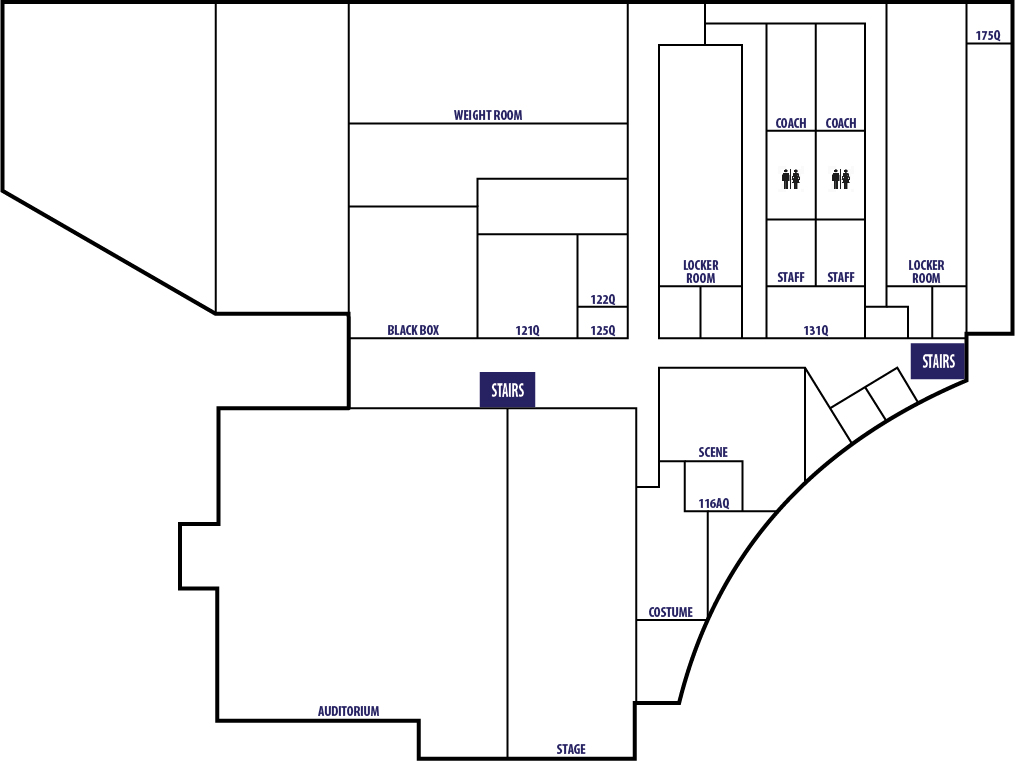 175Q
WEIGHT ROOM
COACH
COACH
LOCKER
ROOM
LOCKER
ROOM
STAFF
STAFF
122Q
BLACK BOX
121Q
125Q
131Q
STAIRS
STAIRS
SCENE
116AQ
COSTUME
AUDITORIUM
STAGE